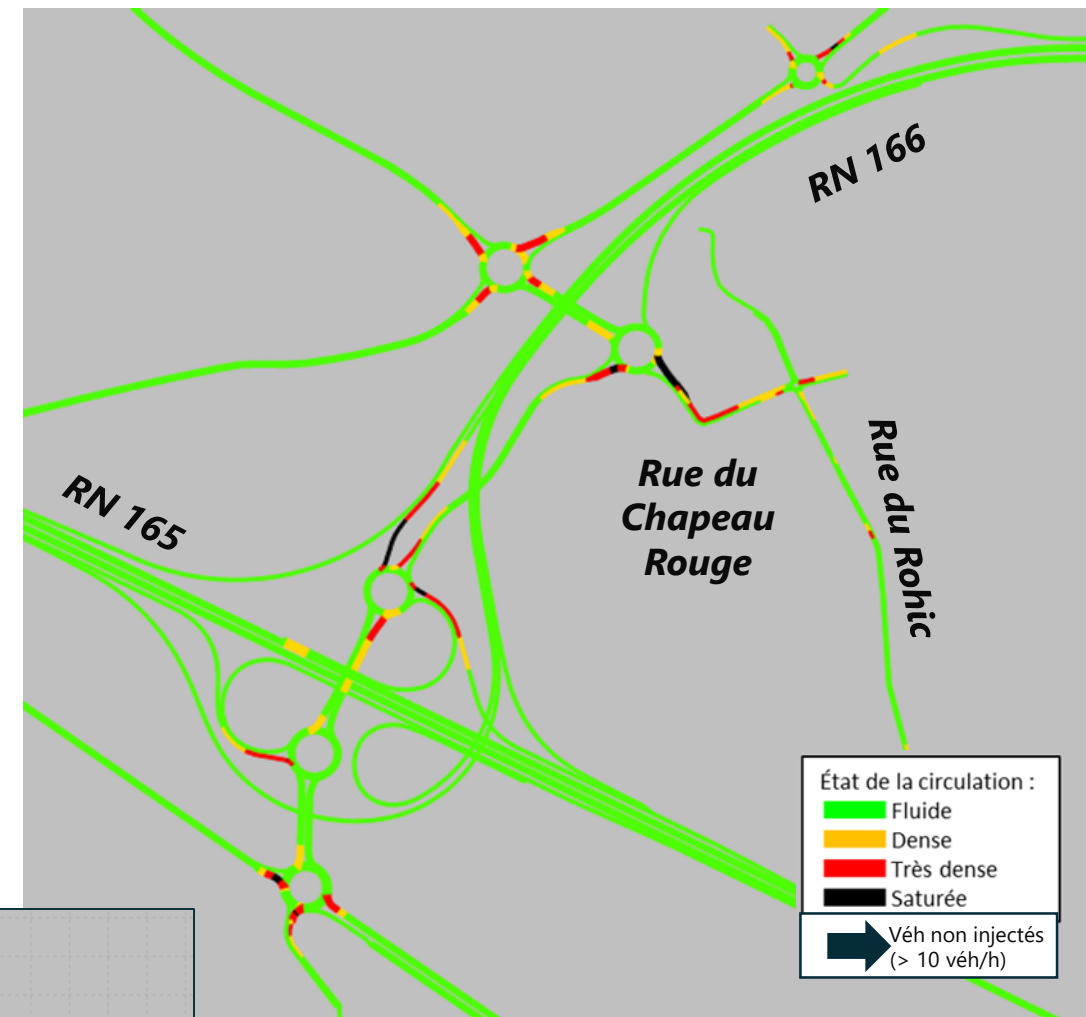 RN 166
RN 165
Rue du
Chapeau
Rouge
Rue du Rohic
État de la circulation :
Fluide
Dense
Très dense
Saturée
Véh non injectés
(> 10 véh/h)